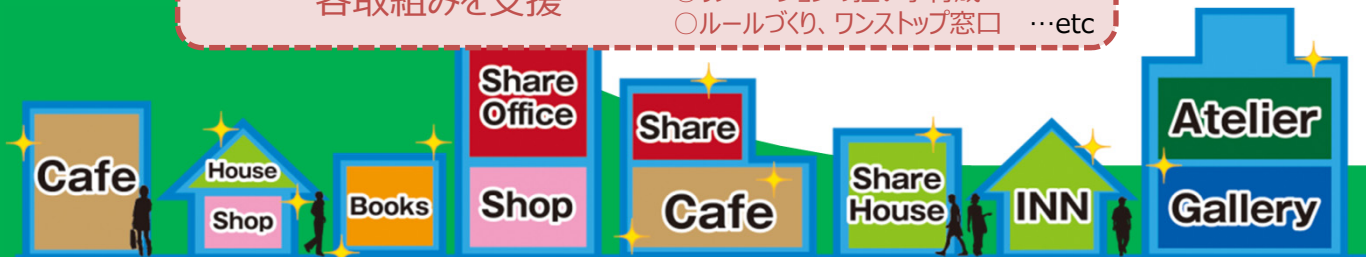 各取組みを支援
○ルールづくり、ワンストップ窓口 …etc
Cafe
House
Shop
Books
Share
Office
Shop
Share
Cafe
Share
House
INN
Atelier
Gallery